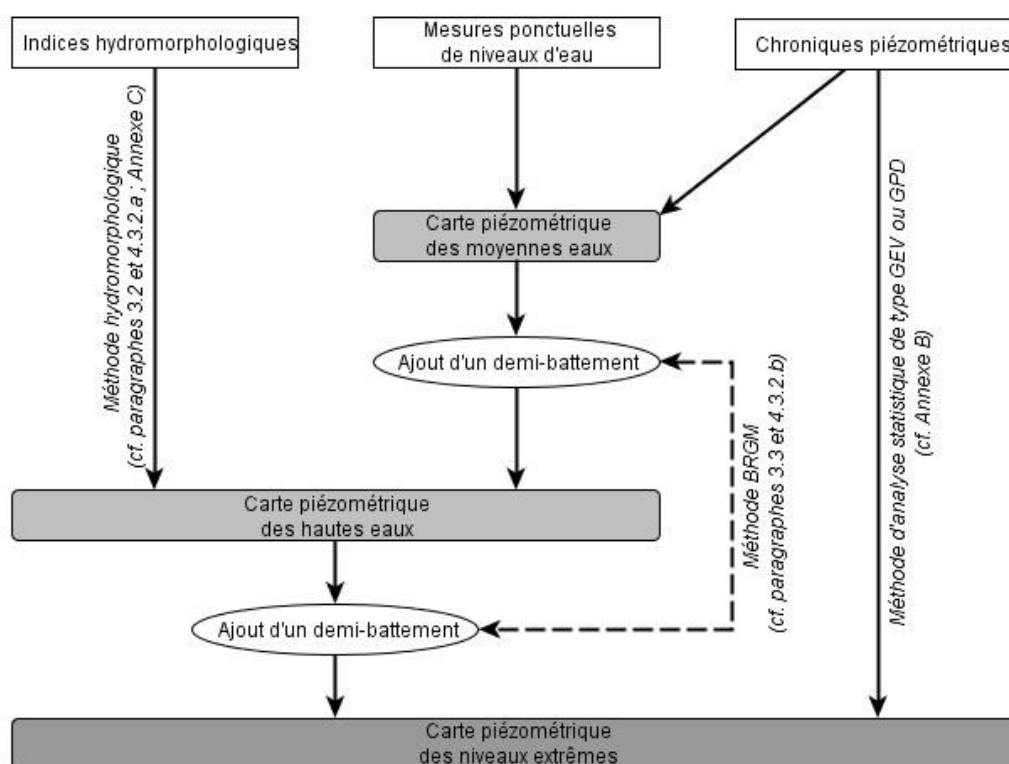 Indices hydromorphologiques
Mesures ponctuelles
de niveaux d'eau
Chroniques piézométriques
Méthode hydromorphologique
(cf. paragraphes 3.2 et 4.3.2.a ; Annexe C)
Carte piézométrique
des moyennes eaux
Ajout d'un demi-battement
Méthode BRGM
(cf. paragraphes 3.3 et 4.3.2.b)
Méthode d'analyse statistique de type GEV ou GPD
(cf. Annexe B)
Carte piézométrique
des hautes eaux
Ajout d'un demi-battement
Carte piézométrique
des niveaux extrêmes